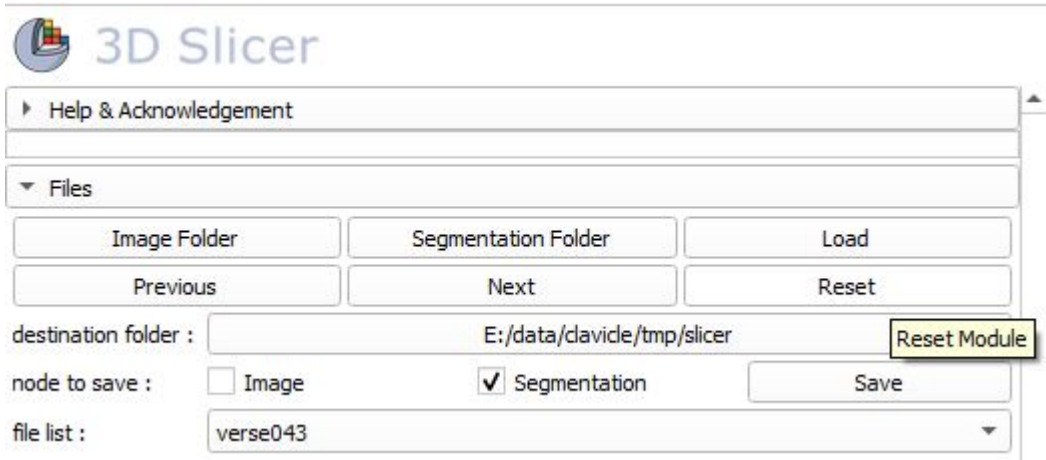 3D Slicer
Help & Acknowledgement
Files
Image Folder Segmentation Folder Load
Previous Next Reset
destination folder : E:/data/clavicle/tmp/slicer
Reset Module
node to save : Image Segmentation Save
file list : verse043